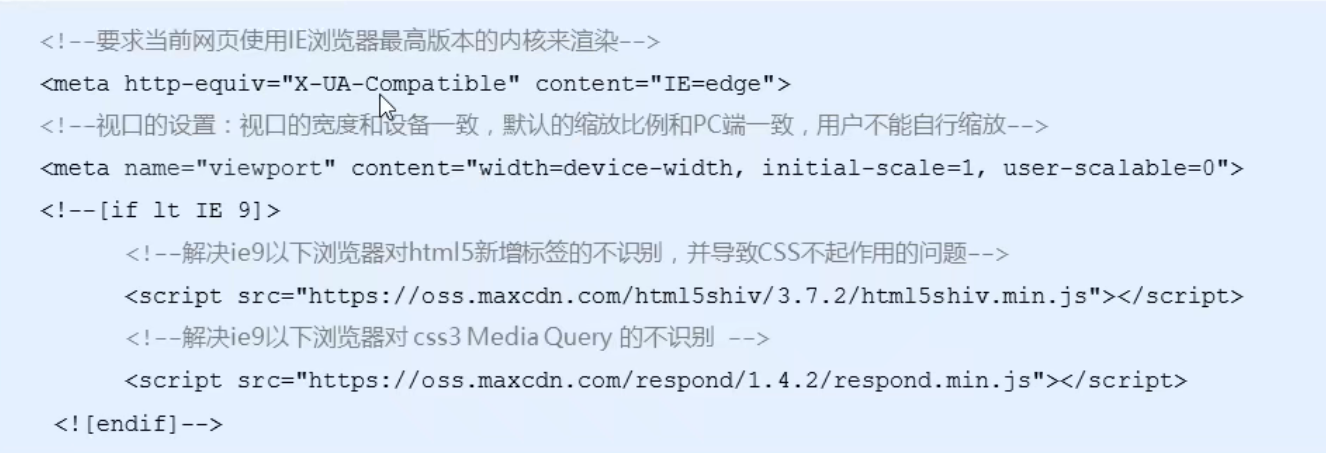 <!--要求当前网页使用IE浏览器最高版本的内核来渲染-->
<meta http-equiv="X-UA-Compatible" content="IE=edge">
<!--视口的设置：视口的宽度和设备一致，默认的缩放比例和PC端一致，用户不能自行缩放-->
<meta name="viewport" content="width=device-width, initial-scale=1, user-scalable=0">
<!--[if lt IE 9]>
<!--解决ie9以下浏览器对html5新增标签的不识别，并导致CSS不起作用的问题-->
<script src="https://oss.maxcdn.com/html5shiv/3.7.2/html5shiv.min.js"></script>
<!--解决ie9以下浏览器对 css3 Media Query 的不识别 -->
<script src="https://oss.maxcdn.com/respond/1.4.2/respond.min.js"></script>
<![endif]-->